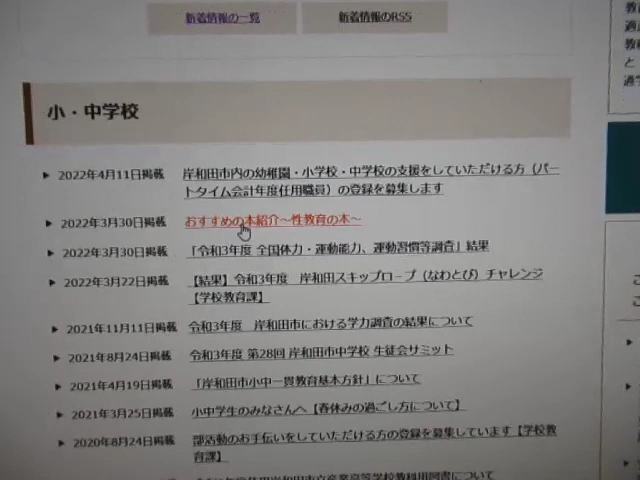 新着情報の一覧
新着情報のRSS
小・中学校
2022年4月11日掲載 岸和田市内の幼稚園・小学校・中学校の支援をしていただける方（パー
トタイム会計年度任用職員）の登録を募集します
2022年3月30日掲載 おすすめの本紹介～性教育の本～
2022年3月30日掲載 「令和3年度 全国体力・運動能力、運動習慣等調査」結果
2022年3月22日掲載 【結果】令和3年度 岸和田スキップロープ（なわとび）チャレンジ
【学校教育課】
2021年11月11日掲載 令和3年度 岸和田市における学力調査の結果について
2021年8月24日掲載 令和3年度 第28回 岸和田市中学校 生徒会サミット
2021年4月19日掲載 「岸和田市小中一貫教育基本方針」について
2021年3月25日掲載 小中学生のみなさんへ【春休みの過ごし方について】
2020年8月24日掲載 部活動のお手伝いをしていただける方の登録を募集しています【学校教
育課】